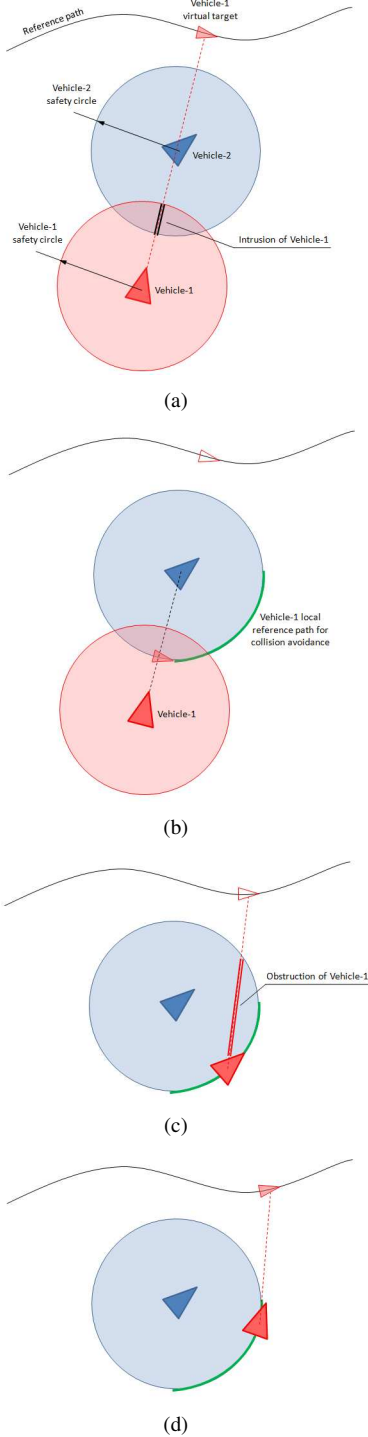 Vehicle-1
virtual target
Reference path
Vehicle-2
safety circle
Vehicle-2
Vehicle-1
safety circle
Intrusion of Vehicle-1
Vehicle-1
(a)
Vehicle-1 local
reference path for
collision avoidance
Vehicle-1
(b)
Obstruction of Vehicle-1
(c)
(d)